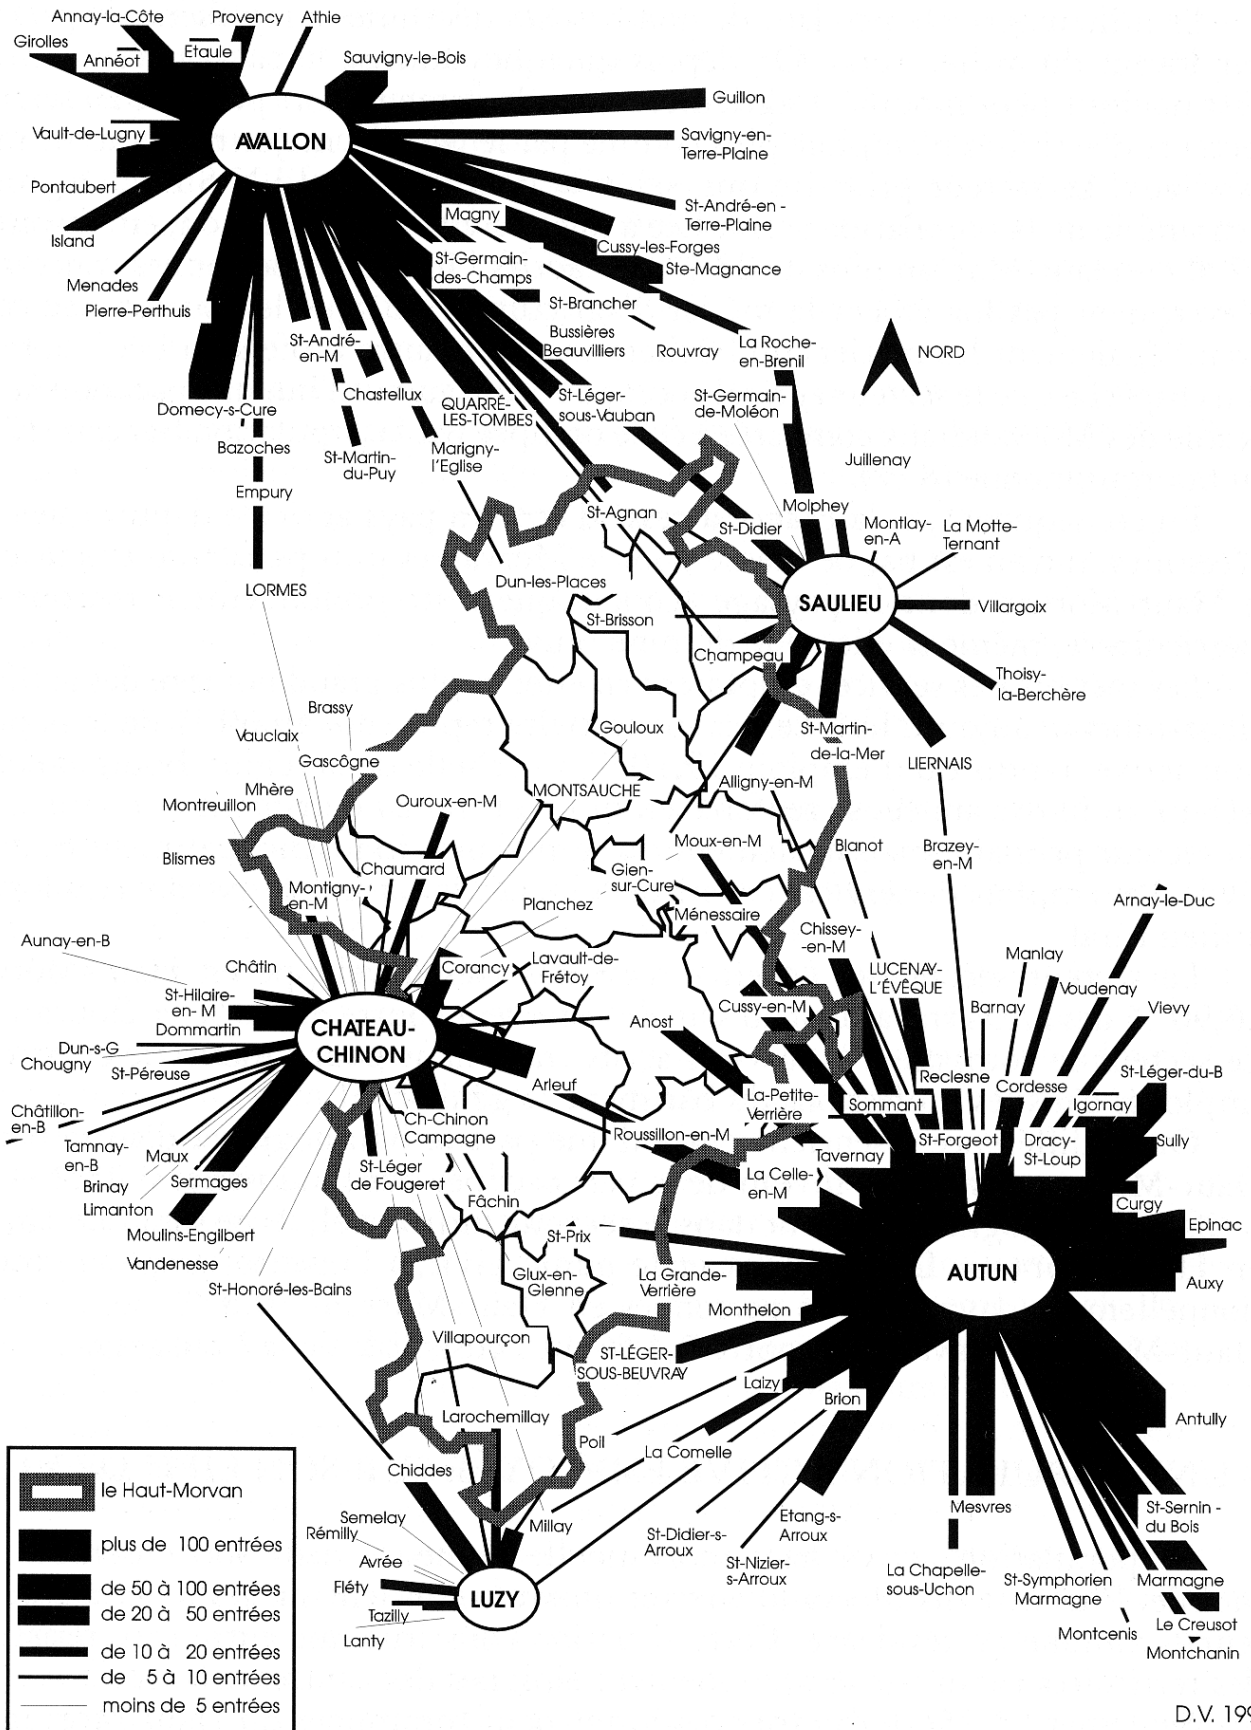 Annay-la-Côte
Provency
Athie
Girolles
Annéot
Etaule
Sauvigny-le-Bois
Guillon
Vault-de-Lugny
AVALLON
Savigny-en-
Terre-Plaine
Pontaubert
St-André-en -
Terre-Plaine
Magny
Island
Cussy-les-Forges
St-Germain-
des-Champs
Ste-Magnance
Menades
Pierre-Perthuis
St-Brancher
Bussières
Beauvilliers
Rouvray
La Roche-
en-Brenil
NORD
St-André-
en-M
Chastellux
Domecy-s-Cure
QUARRÉ-
LES-TOMBES
St-Léger-
sous-Vauban
St-Germain-
de-Moléon
Bazoches
St-Martin-
du-Puy
Marigny-
l'Eglise
Juillenay
Empury
St-Agnan
Molphey
St-Didier
Montlay-
en-A
La Motte-
Ternant
LORMES
Dun-les-Places
SAULIEU
Villargoix
St-Brisson
Champeau
Thoisy-
la-Berchère
Brassy
Vauclaix
Gascôgne
Gouloux
St-Martin-
de-la-Mer
LIERNAIS
Mhère
Montreuillon
Ouroux-en-M
MONTSAUCHE
Alligny-en-M
Blismes
Chaumard
Moux-en-M
Blanot
Brazey-
en-M
Montigny-
en-M
Gien-
sur-Cure
Planchez
Ménessaire
Arnay-le-Duc
Aunay-en-B
Chissey-
-en-M
Châtin
Corancy
Lavault-de-
Frétoy
LUCENAY-
L'ÉVÊQUE
Manlay
Voudenay
St-Hilaire-
en- M
Dommartin
CHATEAU-
CHINON
Anost
Cussy-en-M
Barnay
Vievy
Dun-s-G
Chougny
St-Péreuse
Arleuf
Reclesne
Cordesse
St-Léger-du-B
Châtillon-
en-B
Ch-Chinon
Campagne
La-Petite-
Verrière
Sommant
Igornay
Tamnay-
en-B
Maux
Roussillon-en-M
St-Forgeot
Dracy-
St-Loup
Sully
Brinay
Sermages
St-Léger
de Fougeret
Tavernay
Limanton
La Celle-
en-M
Fâchin
Curgy
Moulins-Engilbert
Vandenesse
St-Prix
Epinac
St-Honoré-les-Bains
Glux-en-
Glenne
La Grande-
Verrière
AUTUN
Auxy
Monthelon
Villapourçon
ST-LÉGER-
SOUS-BEUVRAY
Laizy
Brion
Larochemillay
Antully
Poil
La Comelle
Chiddes
le Haut-Morvan
plus de 100 entrées
de 50 à 100 entrées
de 20 à 50 entrées
de 10 à 20 entrées
de 5 à 10 entrées
moins de 5 entrées
Semelay
Rémilly
Millay
St-Didier-s-
Arroux
Etang-s-
Arroux
Mesvres
St-Sernin -
du Bois
Avrée
St-Nizier-
s-Arroux
La Chapelle-
sous-Uchon
St-Symphorien
Marmagne
Marmagne
Fléty
LUZY
Tazilly
Lanty
Le Creusot
Montcenis
Montchanin
D.V. 199